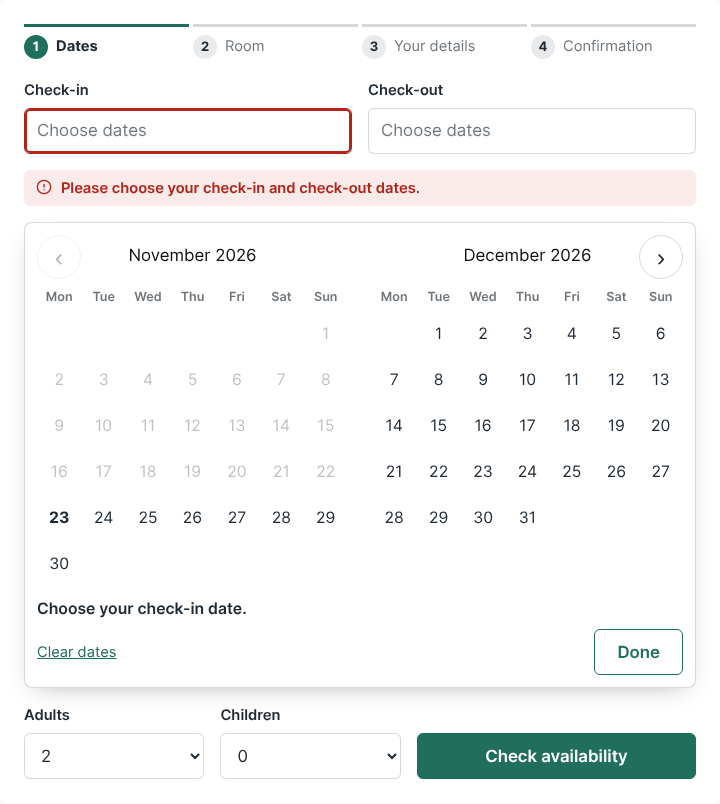 1 Dates 2 Room 3 Your details 4 Confirmation
Check-in Check-out
Choose dates Choose dates
Please choose your check-in and check-out dates.
‹ November 2026 December 2026 ›
Mon Tue Wed Thu Fri Sat Sun Mon Tue Wed Thu Fri Sat Sun
1 1 2 3 4 5 6
2 3 4 5 6 7 8 7 8 9 10 11 12 13
9 10 11 12 13 14 15 14 15 16 17 18 19 20
16 17 18 19 20 21 22 21 22 23 24 25 26 27
23 24 25 26 27 28 29 28 29 30 31
30
Choose your check-in date.
Clear dates Done
Adults Children
2 0 Check availability